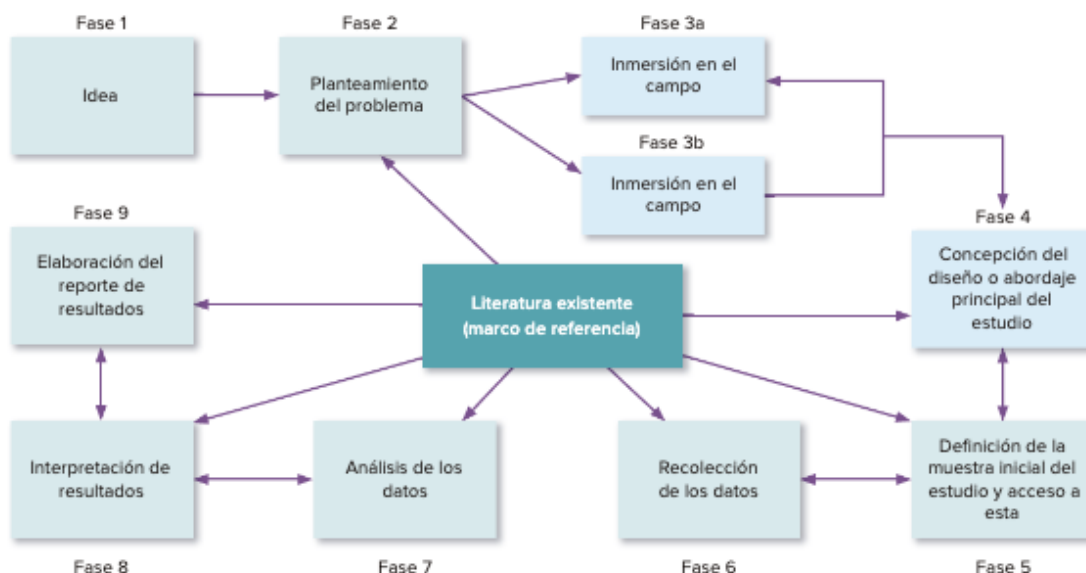 Fase 1
Idea
Fase 2
Planteamiento
del problema
Fase 3a
Inmersión en el
campo
Fase 3b
Inmersión en el
campo
Fase 4
Concepción del
diseño o abordaje
principal del
estudio
Fase 9
Elaboración del
reporte de
resultados
Literatura existente
(marco de referencia)
Interpretación de
resultados
Fase 8
Análisis de los
datos
Fase 7
Recolección
de los datos
Fase 6
Definición de la
muestra inicial del
estudio y acceso a
esta
Fase 5